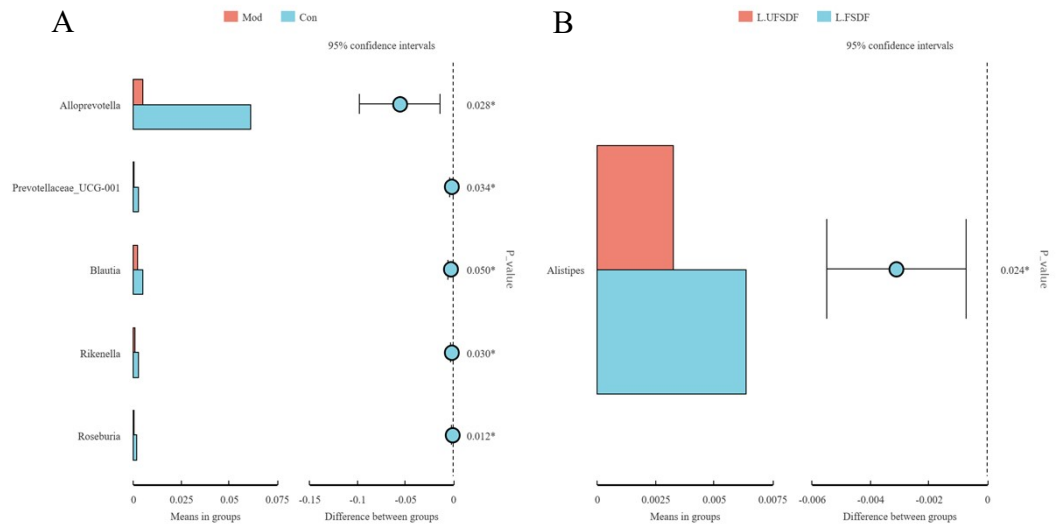 A
Mod
Con
95% confidence intervals
Alloprevotella
0.028*
Prevotellaceae_UCG-001
0.034*
Blautia
0.050*
Rikenella
0.030*
Roseburia
0.012*
P_value
0
0.025
0.05
0.075
Means in groups
-0.15
-0.1
-0.05
0
Difference between groups
B
L.UFSDF
L.FSDF
95% confidence intervals
Alistipes
0.024*
P_value
0
0.0025
0.005
0.0075
Means in groups
-0.006
-0.004
-0.002
0
Difference between groups